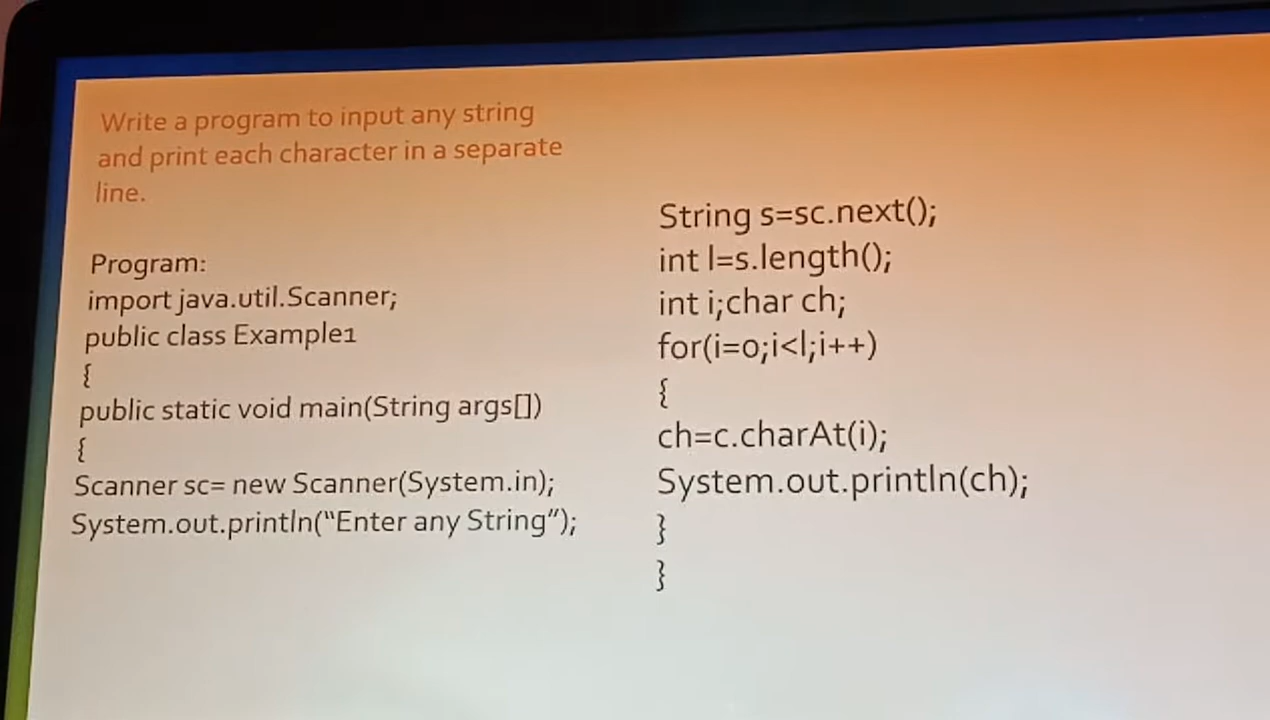 Write a program to input any string
and print each character in a separate
line.
Program:
import java.util.Scanner;
public class Example1
{
public static void main(String args[])
{
Scanner sc= new Scanner(System.in);
System.out.println(“Enter any String”);
String s=sc.next();
int l=s.length();
int i;char ch;
for(i=0;i<l;i++)
{
ch=c.charAt(i);
System.out.println(ch);
}
}